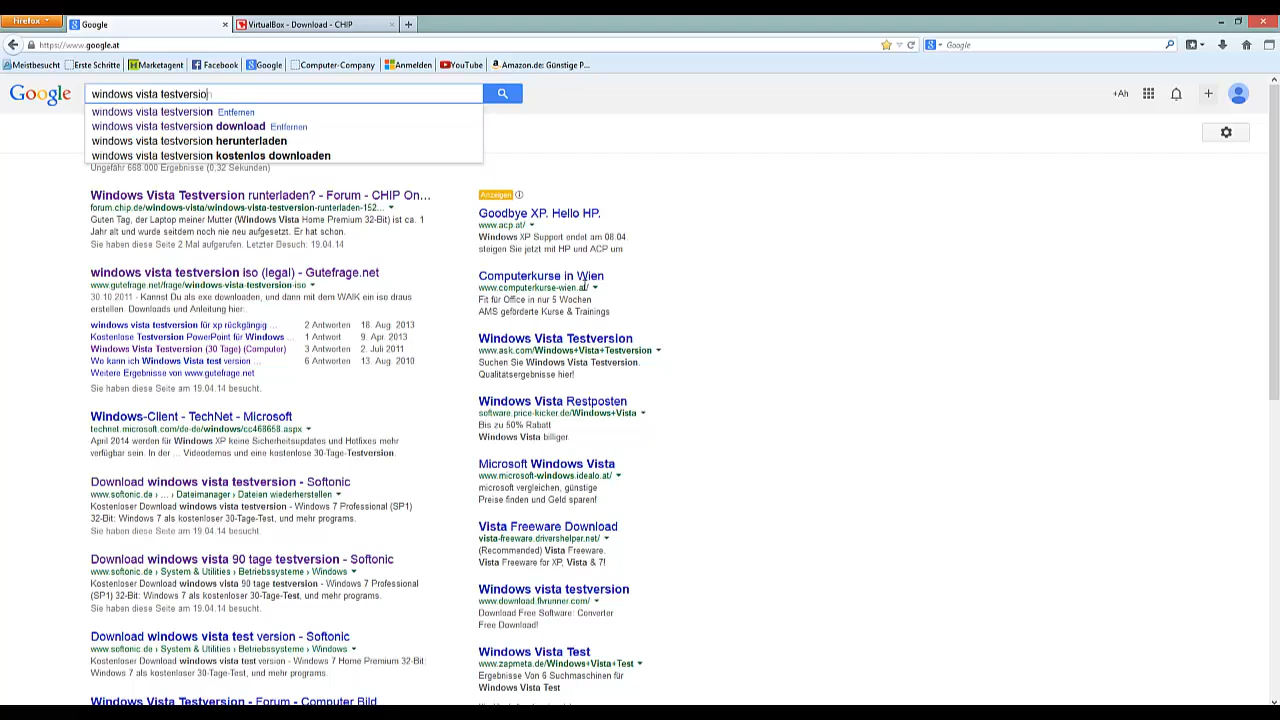 Firefox
Google
VirtualBox - Download - CHIP
https://www.google.at
Google
Meistbesucht
Erste Schritte
Marketagent
Facebook
Google
Computer-Company
Anmelden
YouTube
Amazon.de: Günstige P...
Google
windows vista testversion
+Ah
windows vista testversion Entfernen
windows vista testversion download Entfernen
windows vista testversion herunterladen
windows vista testversion kostenlos downloaden
Ungefähr 668.000 Ergebnisse (0,32 Sekunden)
Windows Vista Testversion runterladen? - Forum - CHIP On...
forum.chip.de/windows-vista/windows-vista-testversion-runterladen-152...
Guten Tag, der Laptop meiner Mutter (Windows Vista Home Premium 32-Bit) ist ca. 1
Jahr alt und wurde seitdem noch nie neu aufgesetzt. Er hat schon.
Sie haben diese Seite 2 Mal aufgerufen. Letzter Besuch: 19.04.14
windows vista testversion iso (legal) - Gutefrage.net
www.gutefrage.net/frage/windows-vista-testversion-iso
30.10.2011 - Kannst Du als exe downloaden, und dann mit dem WAIK ein iso draus
erstellen. Downloads und Anleitung hier:.
windows vista testversion für xp rückgängig ... 2 Antworten 18. Aug. 2013
Kostenlose Testversion PowerPoint für Windows ... 1 Antwort 9. Apr. 2013
Windows Vista Testversion (30 Tage) (Computer) 3 Antworten 2. Juli 2011
Wo kann ich Windows Vista test version ... 6 Antworten 13. Aug. 2010
Weitere Ergebnisse von www.gutefrage.net
Sie haben diese Seite am 19.04.14 besucht.
Windows-Client - TechNet - Microsoft
technet.microsoft.com/de-de/windows/cc468658.aspx
April 2014 werden für Windows XP keine Sicherheitsupdates und Hotfixes mehr
verfügbar sein. In der ... Videodemos und eine kostenlose 30-Tage-Testversion.
Download windows vista testversion - Softonic
www.softonic.de › ... › Dateimanager › Dateien wiederherstellen
Kostenloser Download windows vista testversion - Windows 7 Professional (SP1)
32-Bit: Windows 7 als kostenloser 30-Tage-Test, und mehr programs.
Sie haben diese Seite am 19.04.14 besucht.
Download windows vista 90 tage testversion - Softonic
www.softonic.de › System & Utilities › Betriebssysteme › Windows
Kostenloser Download windows vista 90 tage testversion - Windows 7 Professional
(SP1) 32-Bit: Windows 7 als kostenloser 30-Tage-Test, und mehr programs.
Sie haben diese Seite am 19.04.14 besucht.
Download windows vista test version - Softonic
www.softonic.de › System & Utilities › Betriebssysteme › Windows
Kostenloser Download windows vista test version - Windows 7 Home Premium 32-Bit:
Windows 7 als kostenloser 30-Tage-Test, und mehr programs.
Windows Vista Testversion - Forum - Computer Bild
Anzeigen
Goodbye XP. Hello HP.
www.acp.at/
Windows XP Support endet am 08.04.
steigen Sie jetzt mit HP und ACP um
Computerkurse in Wien
www.computerkurse-wien.at/
Fit für Office in nur 5 Wochen
AMS geförderte Kurse & Trainings
Windows Vista Testversion
www.ask.com/Windows+Vista+Testversion
Suchen Sie Windows Vista Testversion.
Qualitätsergebnisse hier!
Windows Vista Restposten
software.price-kicker.de/Windows+Vista
Bis zu 50% Rabatt
Windows Vista billiger.
Microsoft Windows Vista
www.microsoft-windows.idealo.at/
microsoft vergleichen, günstige
Preise finden und Geld sparen!
Vista Freeware Download
vista-freeware.drivershelper.net/
(Recommended) Vista Freeware.
Vista Freeware for XP, Vista & 7!
Windows vista testversion
www.download.flvrunner.com/
Download Free Software: Converter
Free Download!
Windows Vista Test
www.zapmeta.de/Windows+Vista+Test
Ergebnisse Von 6 Suchmaschinen für
Windows Vista Test